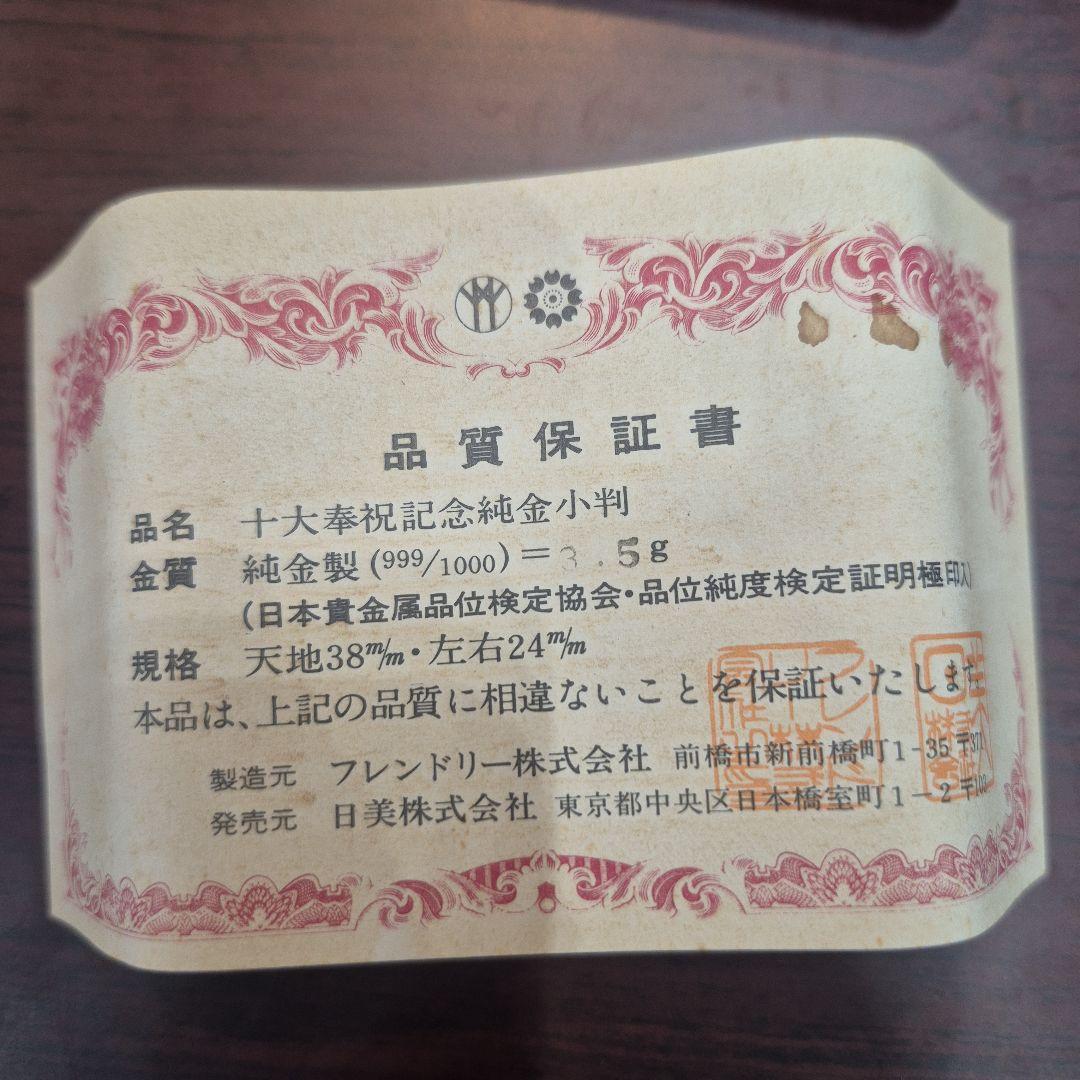 品質保証書
品名 十大奉祝記念純金小判
金質 純金製(999/1000)=3.5g
(日本貴金属品位検定協会・品位純度検定証明極印入)
規格 天地38m/m・左右24m/m
本品は、上記の品質に相違ないことを保証いたします
製造元 フレンドリー株式会社 前橋市新前橋町1-35 〒371
発売元 日美株式会社 東京都中央区日本橋室町1-2 〒103